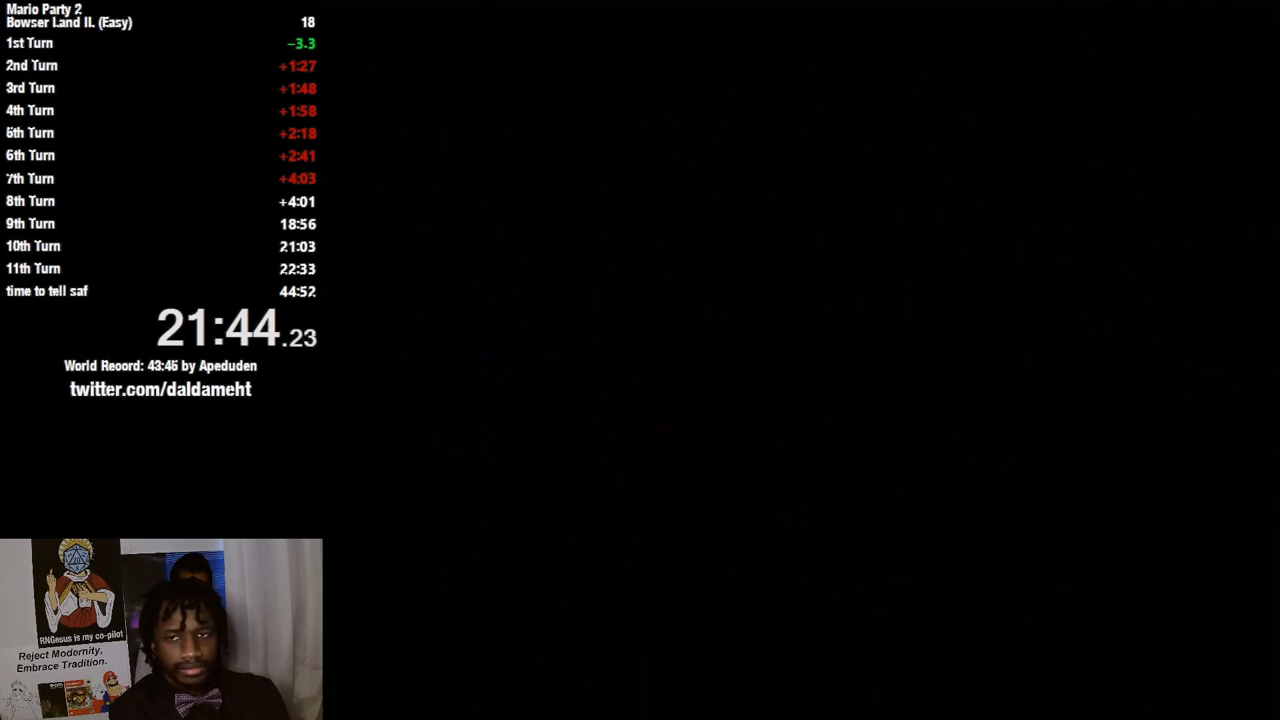 Mario Party 2
Bowser Land II. (Easy) 18
1st Turn −3.3
2nd Turn +1:27
3rd Turn +1:48
4th Turn +1:58
5th Turn +2:18
6th Turn +2:41
7th Turn +4:03
8th Turn +4:01
9th Turn 18:56
10th Turn 21:03
11th Turn 22:33
time to tell saf 44:52
21:44.23
World Record: 43:45 by Apeduden
twitter.com/daldameht
RNGesus is my co-pilot
Reject Modernity,
Embrace Tradition.